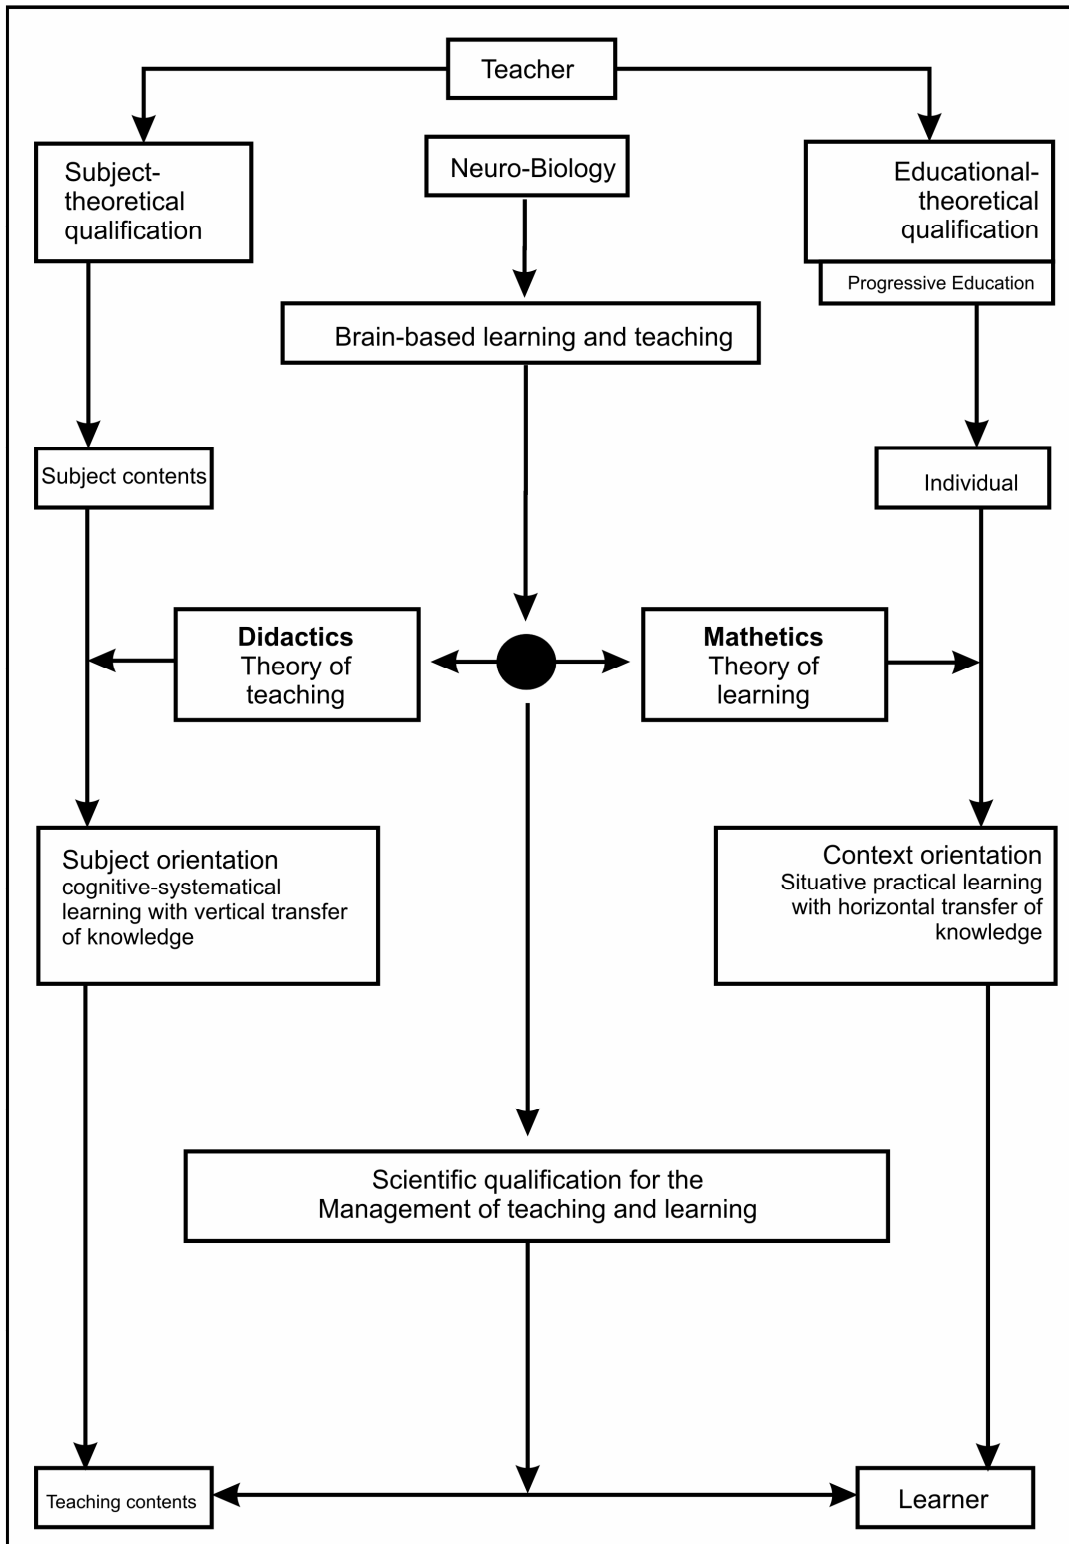 Teacher
Neuro-Biology
Subject-
theoretical
qualification
Educational-
theoretical
qualification
Progressive Education
Brain-based learning and teaching
Subject contents
Individual
Didactics
Theory of
teaching
Mathetics
Theory of
learning
Subject orientation
cognitive-systematical
learning with vertical transfer
of knowledge
Context orientation
Situative practical learning
with horizontal transfer of
knowledge
Scientific qualification for the
Management of teaching and learning
Teaching contents
Learner